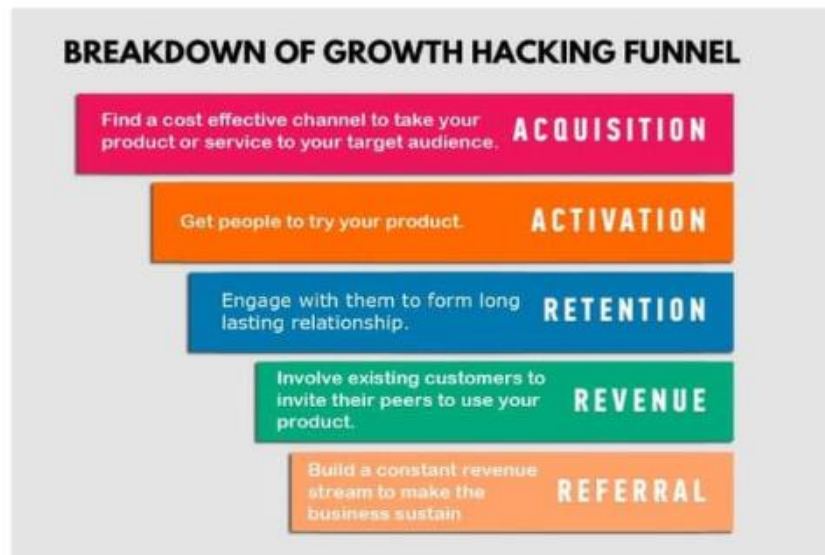 BREAKDOWN OF GROWTH HACKING FUNNEL
Find a cost effective channel to take your
product or service to your target audience.
ACQUISITION
Get people to try your product.
ACTIVATION
Engage with them to form long
lasting relationship.
RETENTION
Involve existing customers to
invite their peers to use your
product.
REVENUE
Build a constant revenue
stream to make the
business sustain
REFERRAL